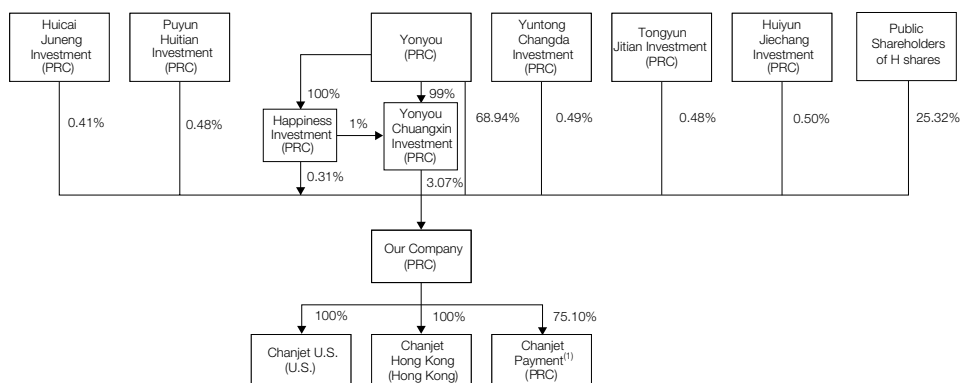 Huicai
Juneng
Investment
(PRC)
Puyun
Huitian
Investment
(PRC)
Yonyou
(PRC)
Yuntong
Changda
Investment
(PRC)
Tongyun
Jitian Investment
(PRC)
Huiyun
Jiechang
Investment
(PRC)
Public
Shareholders
of H shares
100%
99%
0.41%
0.48%
Happiness
Investment
(PRC)
1%
Yonyou
Chuangxin
Investment
(PRC)
68.94%
0.49%
0.48%
0.50%
25.32%
0.31%
3.07%
Our Company
(PRC)
100%
100%
75.10%
Chanjet U.S.
(U.S.)
Chanjet
Hong Kong
(Hong Kong)
Chanjet
Payment(1)
(PRC)